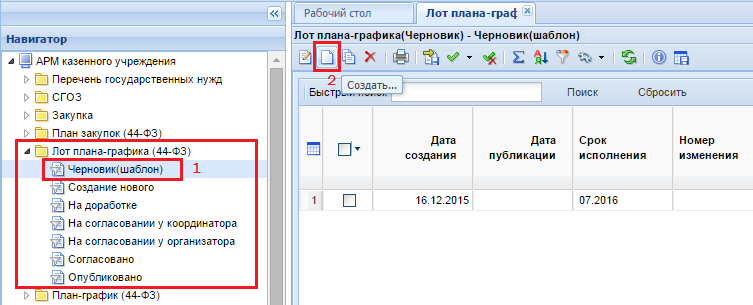 Рабочий стол
Лот плана-граф
Навигатор
Лот плана-графика(Черновик) - Черновик(шаблон)
АРМ казенного учреждения
Перечень государственных нужд
СГОЗ
Закупка
План закупок (44-ФЗ)
Лот плана-графика (44-ФЗ)
Черновик(шаблон)
1
Создание нового
На доработке
На согласовании у координатора
На согласовании у организатора
Согласовано
Опубликовано
План-график (44-ФЗ)
2
Создать...
Быстрый поиск
Поиск
Сбросить
Дата создания
Дата публикации
Срок исполнения
Номер изменения
1
16.12.2015
07.2016